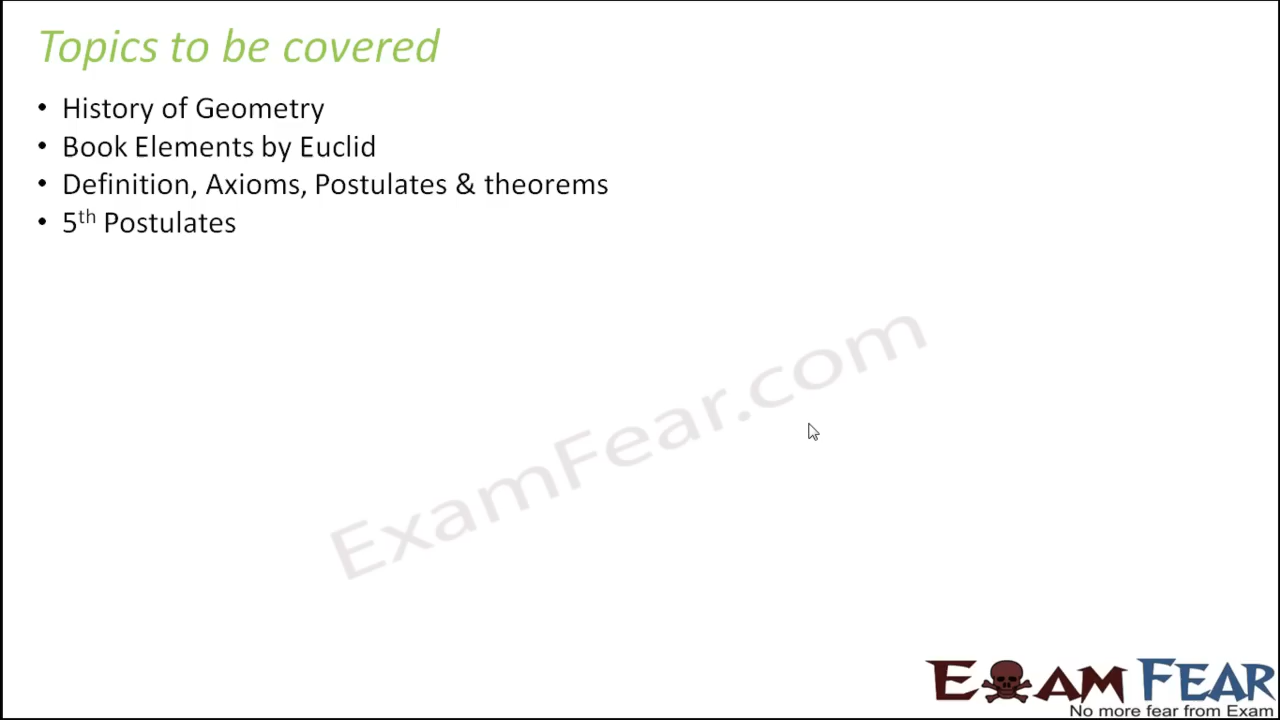 Topics to be covered
• History of Geometry
• Book Elements by Euclid
• Definition, Axioms, Postulates & theorems
• 5th Postulates
ExamFear.com
EXAM FEAR
No more fear from Exam